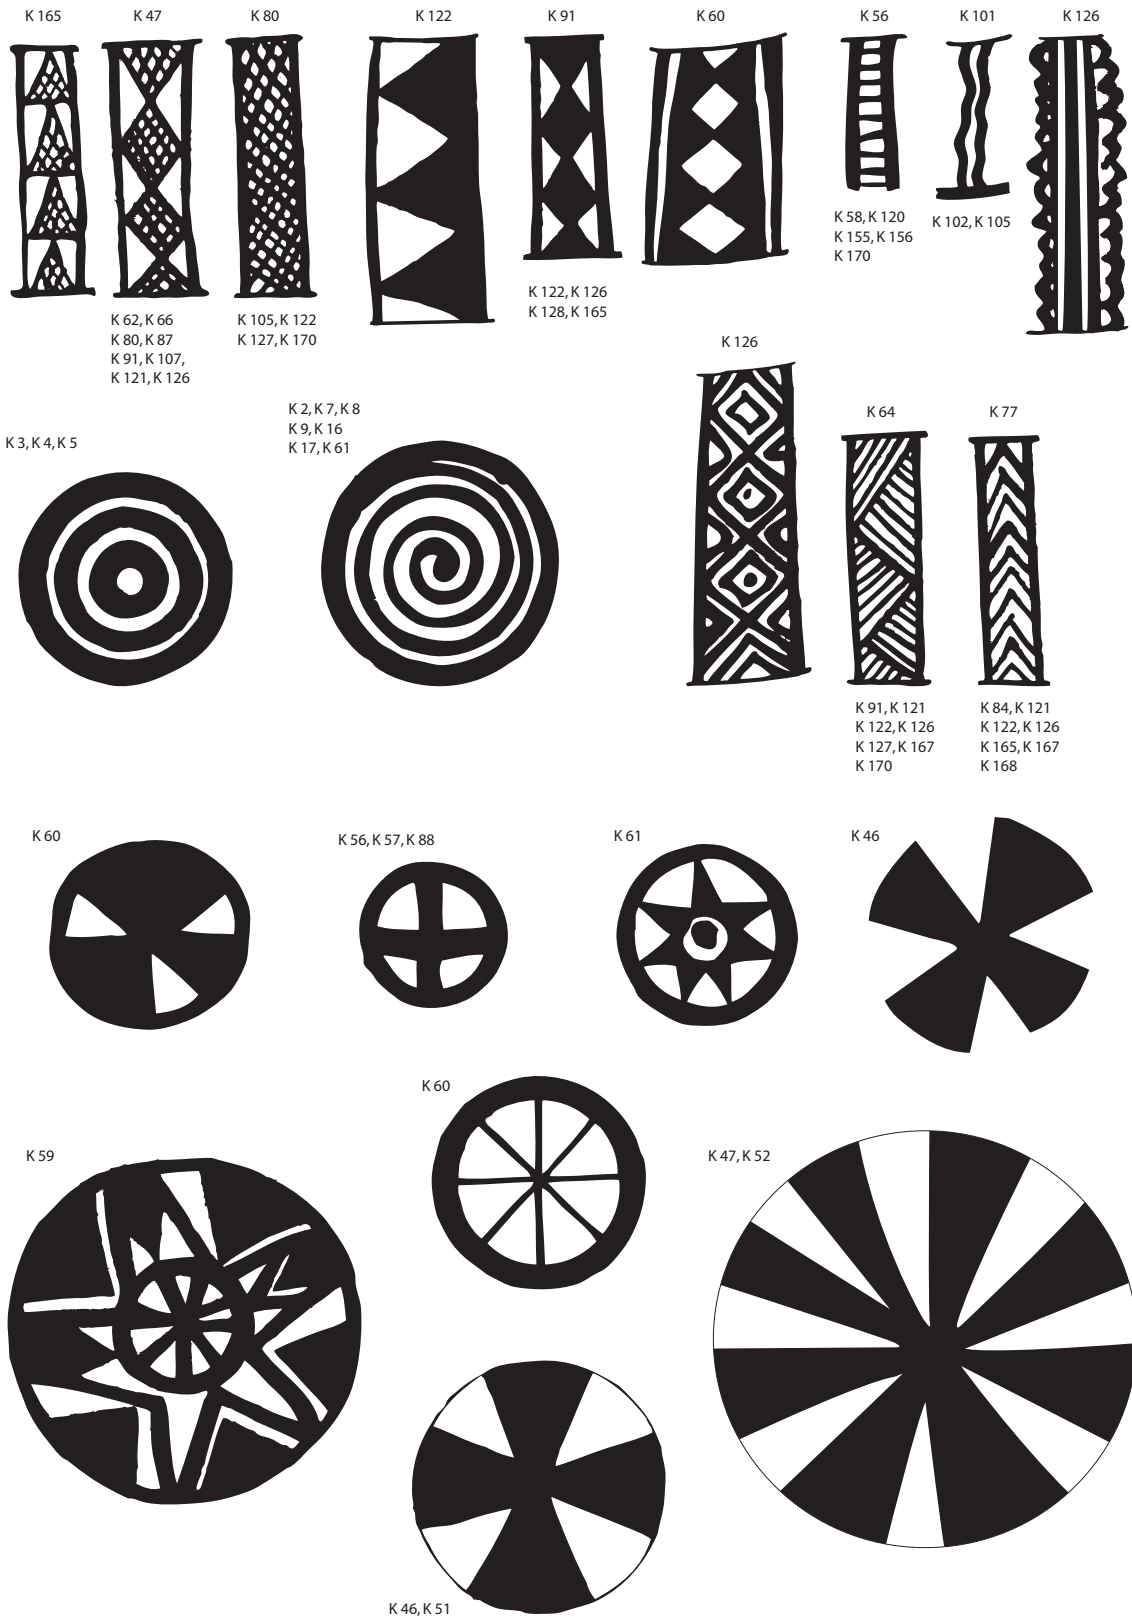 K 165
K 47
K 80
K 122
K 91
K 60
K 56
K 101
K 126
K 62, K 66
K 80, K 87
K 91, K 107,
K 121, K 126
K 105, K 122
K 127, K 170
K 122, K 126
K 128, K 165
K 58, K 120
K 155, K 156
K 170
K 102, K 105
K 3, K 4, K 5
K 2, K 7, K 8
K 9, K 16
K 17, K 61
K 126
K 64
K 77
K 91, K 121
K 122, K 126
K 127, K 167
K 170
K 84, K 121
K 122, K 126
K 165, K 167
K 168
K 60
K 56, K 57, K 88
K 61
K 46
K 59
K 60
K 47, K 52
K 46, K 51